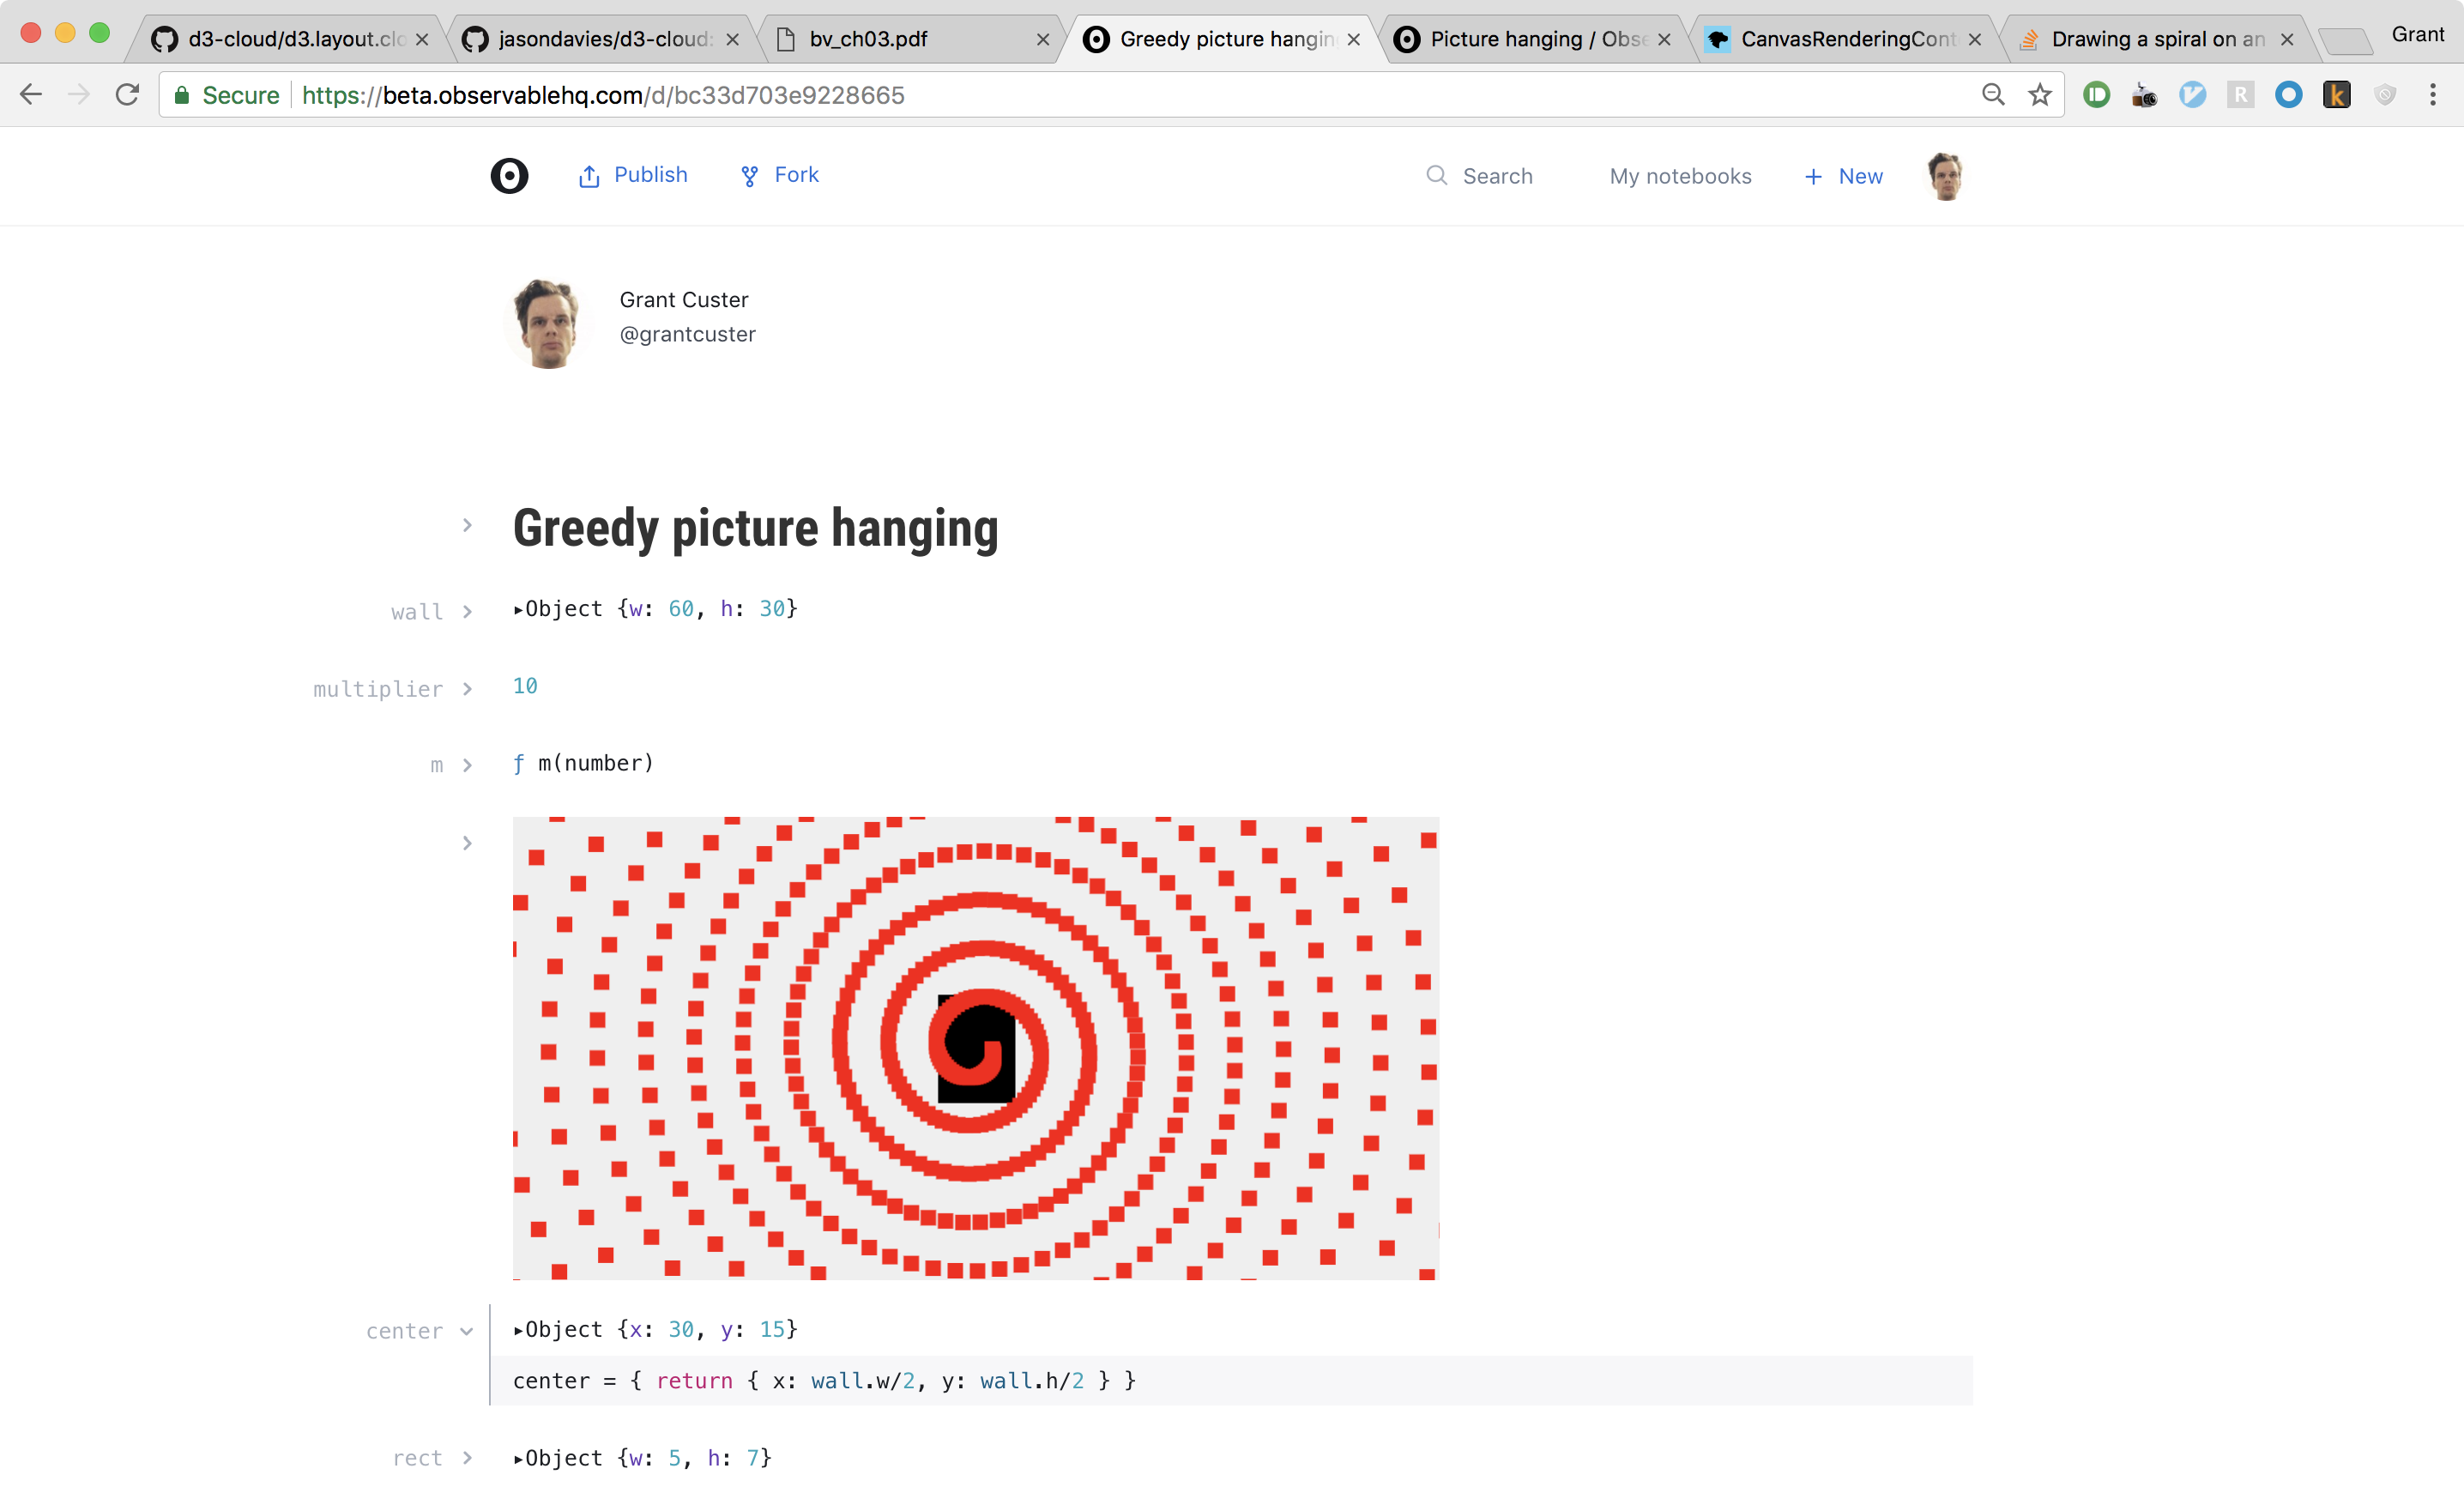 d3-cloud/d3.layout.clo
jasondavies/d3-cloud:
bv_ch03.pdf
Greedy picture hangin
Picture hanging / Obse
CanvasRenderingCont
Drawing a spiral on an
Grant
Secure
https://beta.observablehq.com/d/bc33d703e9228665
R
k
Publish
Fork
Search
My notebooks
+ New
Grant Custer
@grantcuster
Greedy picture hanging
wall
▸Object {w: 60, h: 30}
multiplier
10
m
ƒ m(number)
center
▸Object {x: 30, y: 15}
center = { return { x: wall.w/2, y: wall.h/2 } }
rect
▸Object {w: 5, h: 7}